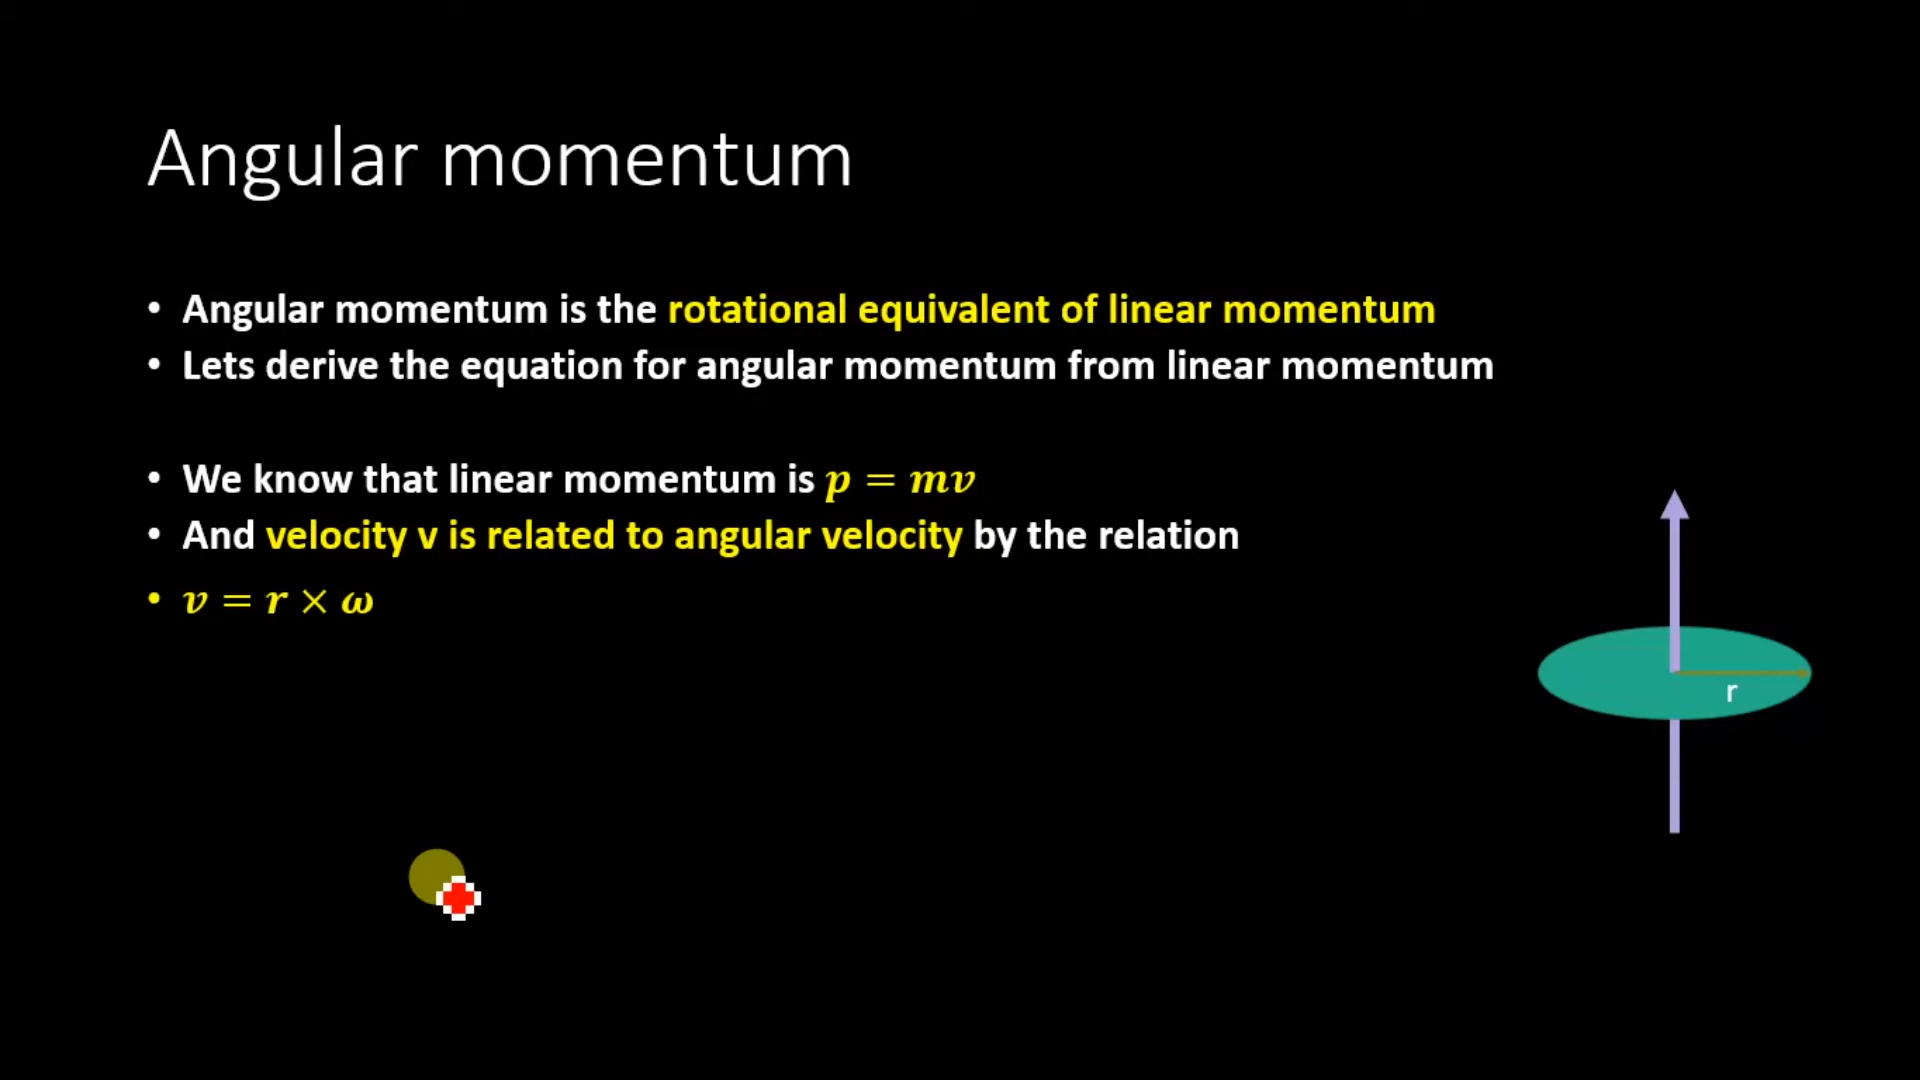 Angular momentum
• Angular momentum is the rotational equivalent of linear momentum
• Lets derive the equation for angular momentum from linear momentum
• We know that linear momentum is p = mv
• And velocity v is related to angular velocity by the relation
• v = r × ω
r